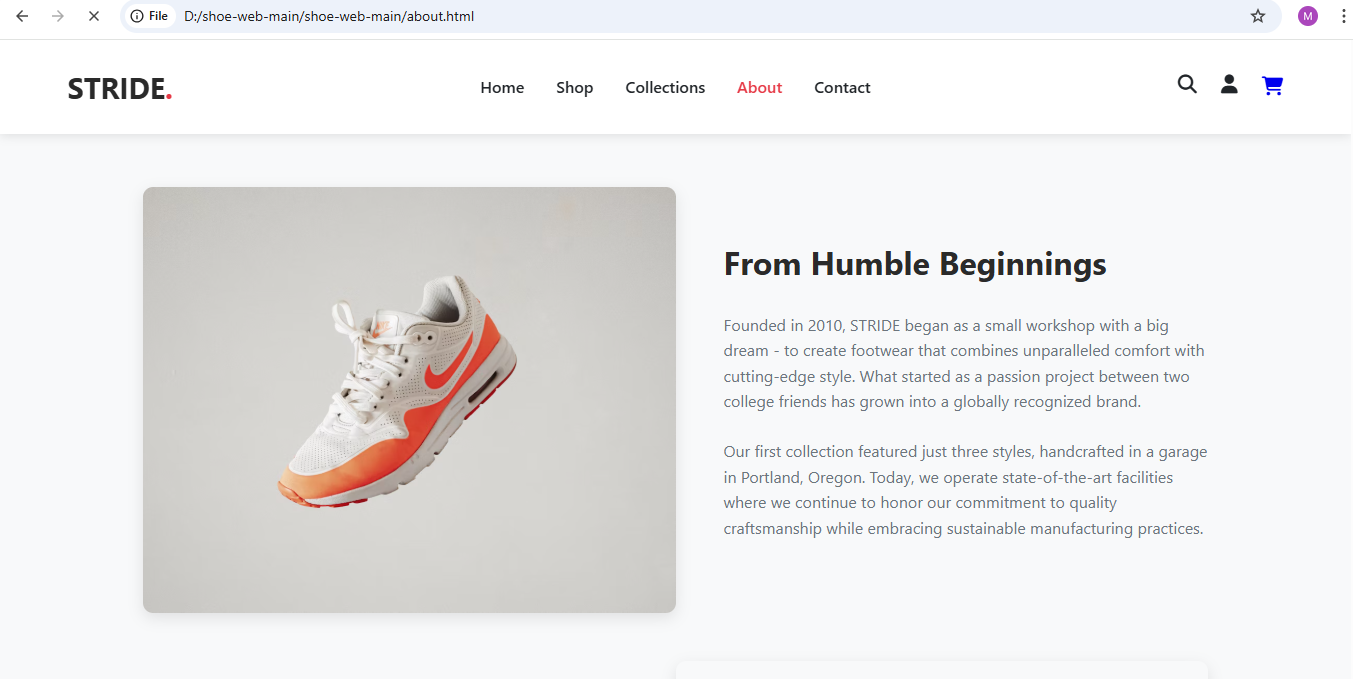 File D:/shoe-web-main/shoe-web-main/about.html M
STRIDE. Home Shop Collections About Contact
From Humble Beginnings
Founded in 2010, STRIDE began as a small workshop with a big
dream - to create footwear that combines unparalleled comfort with
cutting-edge style. What started as a passion project between two
college friends has grown into a globally recognized brand.
Our first collection featured just three styles, handcrafted in a garage
in Portland, Oregon. Today, we operate state-of-the-art facilities
where we continue to honor our commitment to quality
craftsmanship while embracing sustainable manufacturing practices.